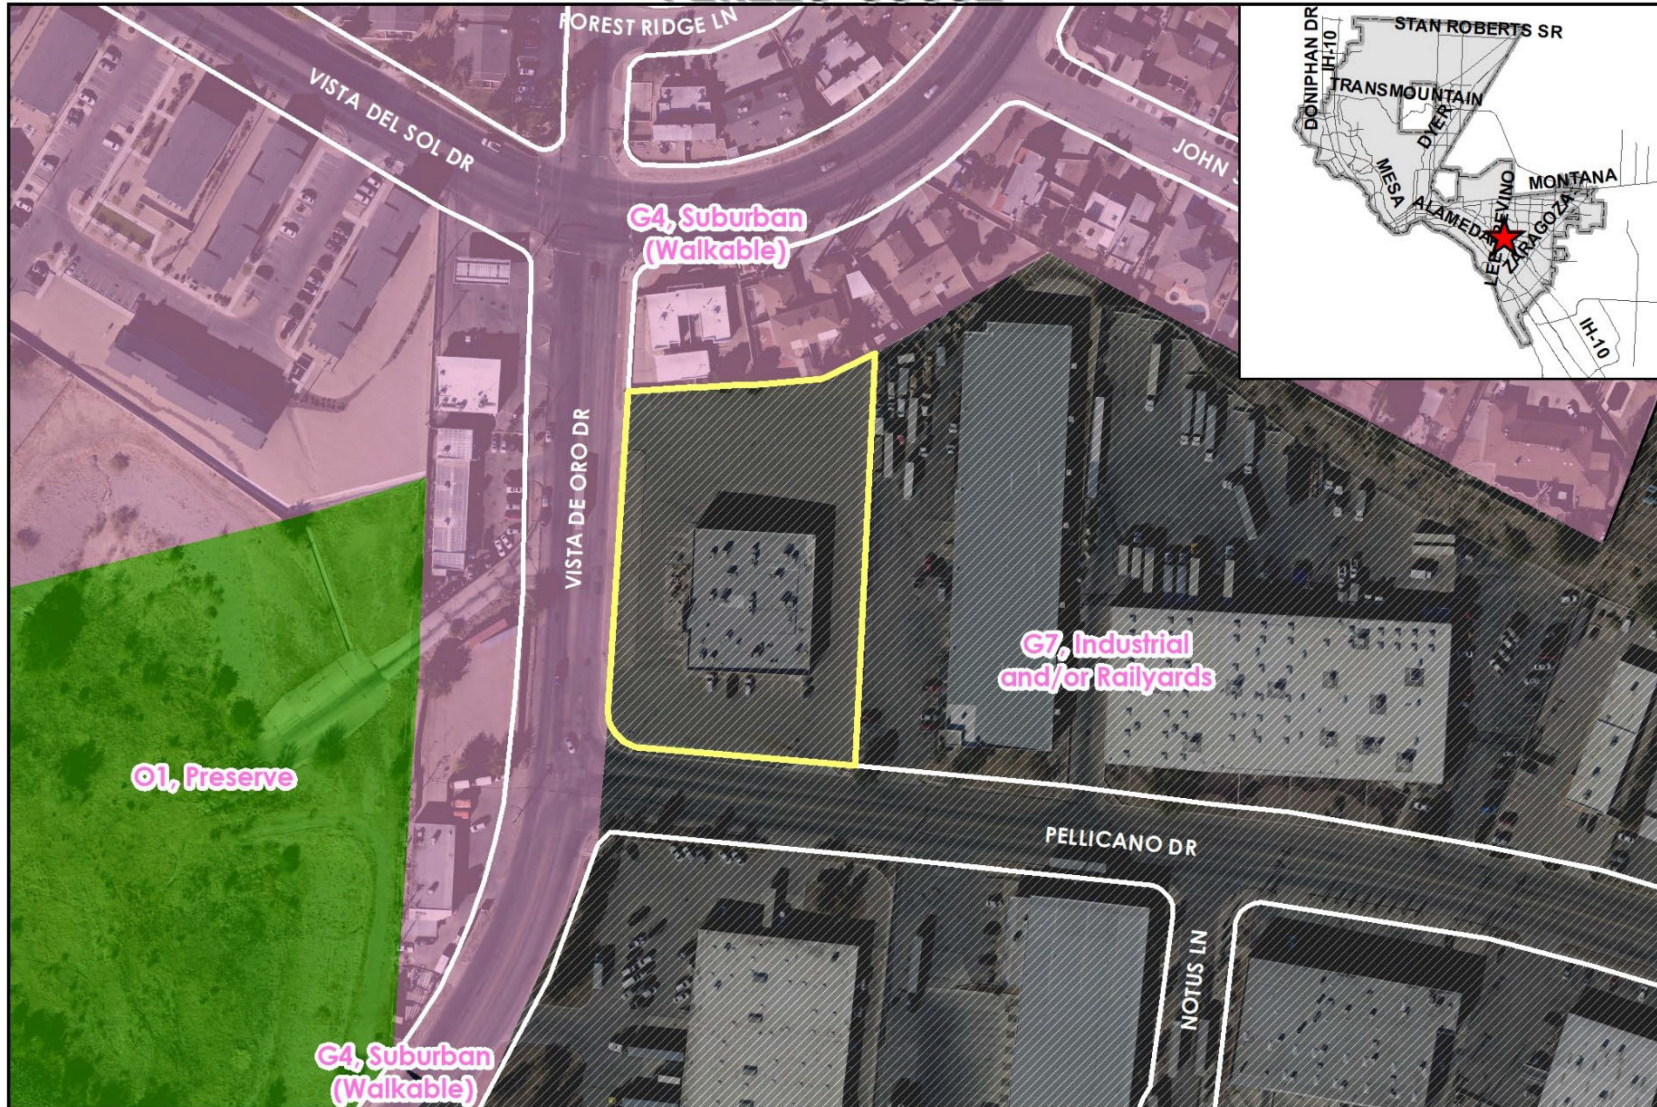 FOREST RIDGE LN
VISTA DEL SOL DR
JOHN
G4, Suburban
(Walkable)
VISTA DE ORO DR
G7, Industrial
and/or Railyards
O1, Preserve
PELLICANO DR
NOTUS LN
G4, Suburban
(Walkable)
DONIPHAN DR
IH-10
STAN ROBERTS SR
TRANSMOUNTAIN
DYER
MESA
MONTANA
ALAMEDA
LEE TREVINO
ZARAGOZA
IH-10